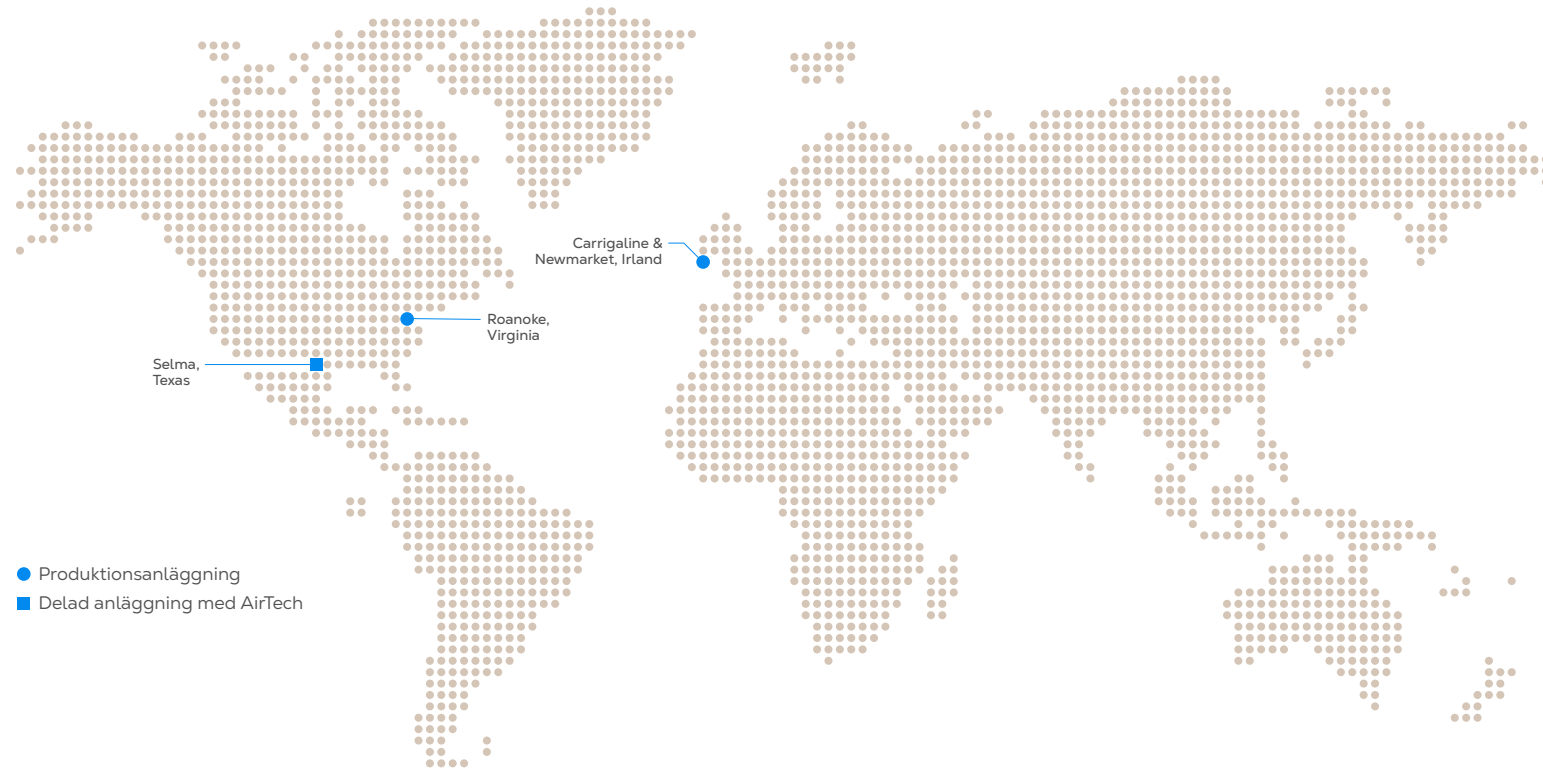 Carrigaline &
Newmarket, Irland
Roanoke,
Virginia
Selma,
Texas
Produktionsanläggning
Delad anläggning med AirTech